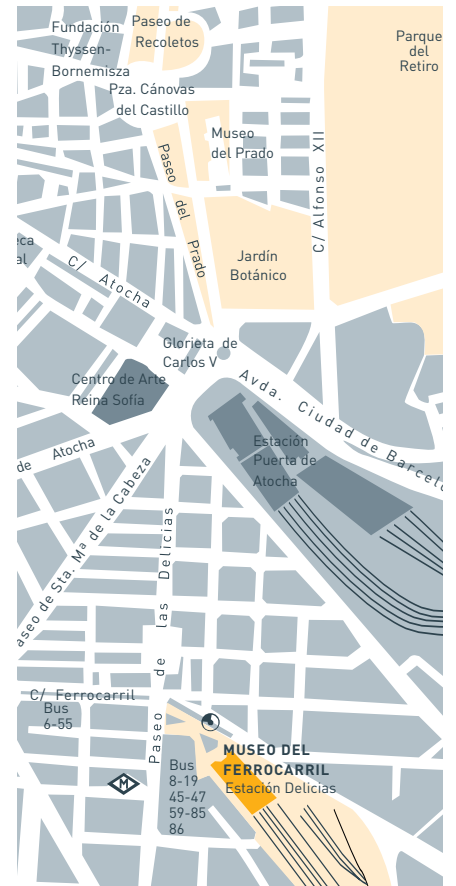 Fundación
Thyssen-
Bornemisza
Paseo de
Recoletos
Parque
del
Retiro
Pza. Cánovas
del Castillo
Museo
del Prado
C/ Alfonso XII
Paseo del Prado
Jardín
Botánico
eca
al
C/ Atocha
Glorieta de
Carlos V
Centro de Arte
Reina Sofía
Avda. Ciudad de Barcelo
Estación
Puerta de
Atocha
de Atocha
aseo de Sta. Mª de la Cabeza
Paseo de las Delicias
C/ Ferrocarril
Bus
6-55
MUSEO DEL
FERROCARRIL
Estación Delicias
Bus
8-19
45-47
59-85
86
M